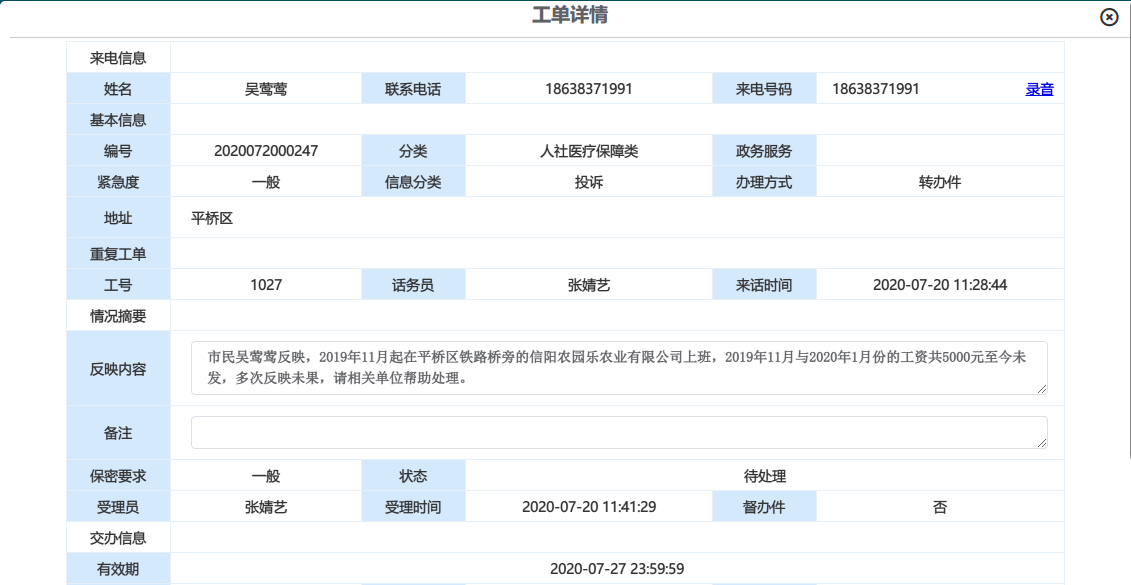 工单详情
来电信息
姓名 吴莺莺 联系电话 18638371991 来电号码 18638371991 录音
基本信息
编号 2020072000247 分类 人社医疗保障类 政务服务
紧急度 一般 信息分类 投诉 办理方式 转办件
地址 平桥区
重复工单
工号 1027 话务员 张婧艺 来话时间 2020-07-20 11:28:44
情况摘要
反映内容 市民吴莺莺反映，2019年11月起在平桥区铁路桥旁的信阳农园乐农业有限公司上班，2019年11月与2020年1月份的工资共5000元至今未
发，多次反映未果，请相关单位帮助处理。
备注
保密要求 一般 状态 待处理
受理员 张婧艺 受理时间 2020-07-20 11:41:29 督办件 否
交办信息
有效期 2020-07-27 23:59:59